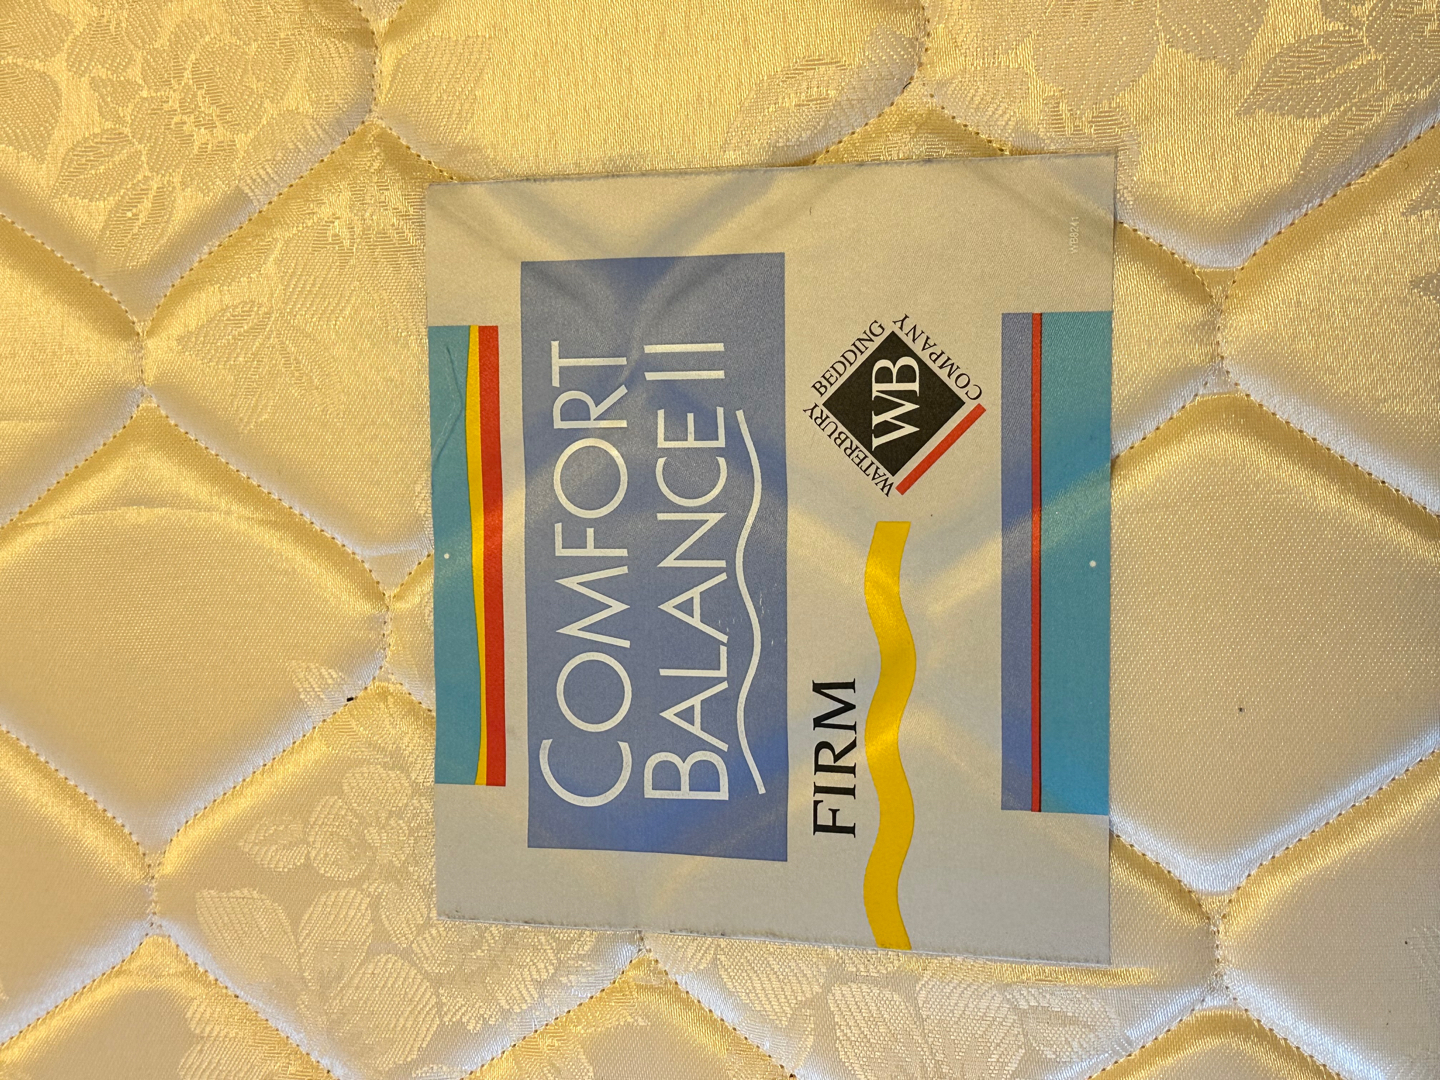 COMFORT
BALANCE II
FIRM
WATERBURY BEDDING COMPANY
WB